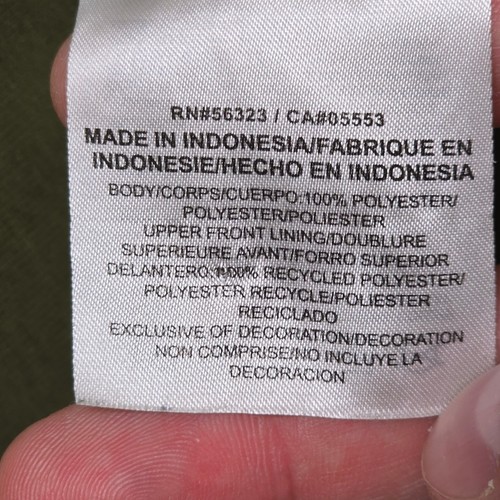 RN#56323 / CA#05553
MADE IN INDONESIA/FABRIQUE EN
INDONESIE/HECHO EN INDONESIA
BODY/CORPS/CUERPO:100% POLYESTER/
POLYESTER/POLIESTER
UPPER FRONT LINING/DOUBLURE
SUPERIEURE AVANT/FORRO SUPERIOR
DELANTERO:100% RECYCLED POLYESTER/
POLYESTER RECYCLE/POLIESTER
RECICLADO
EXCLUSIVE OF DECORATION/DECORATION
NON COMPRISE/NO INCLUYE LA
DECORACION